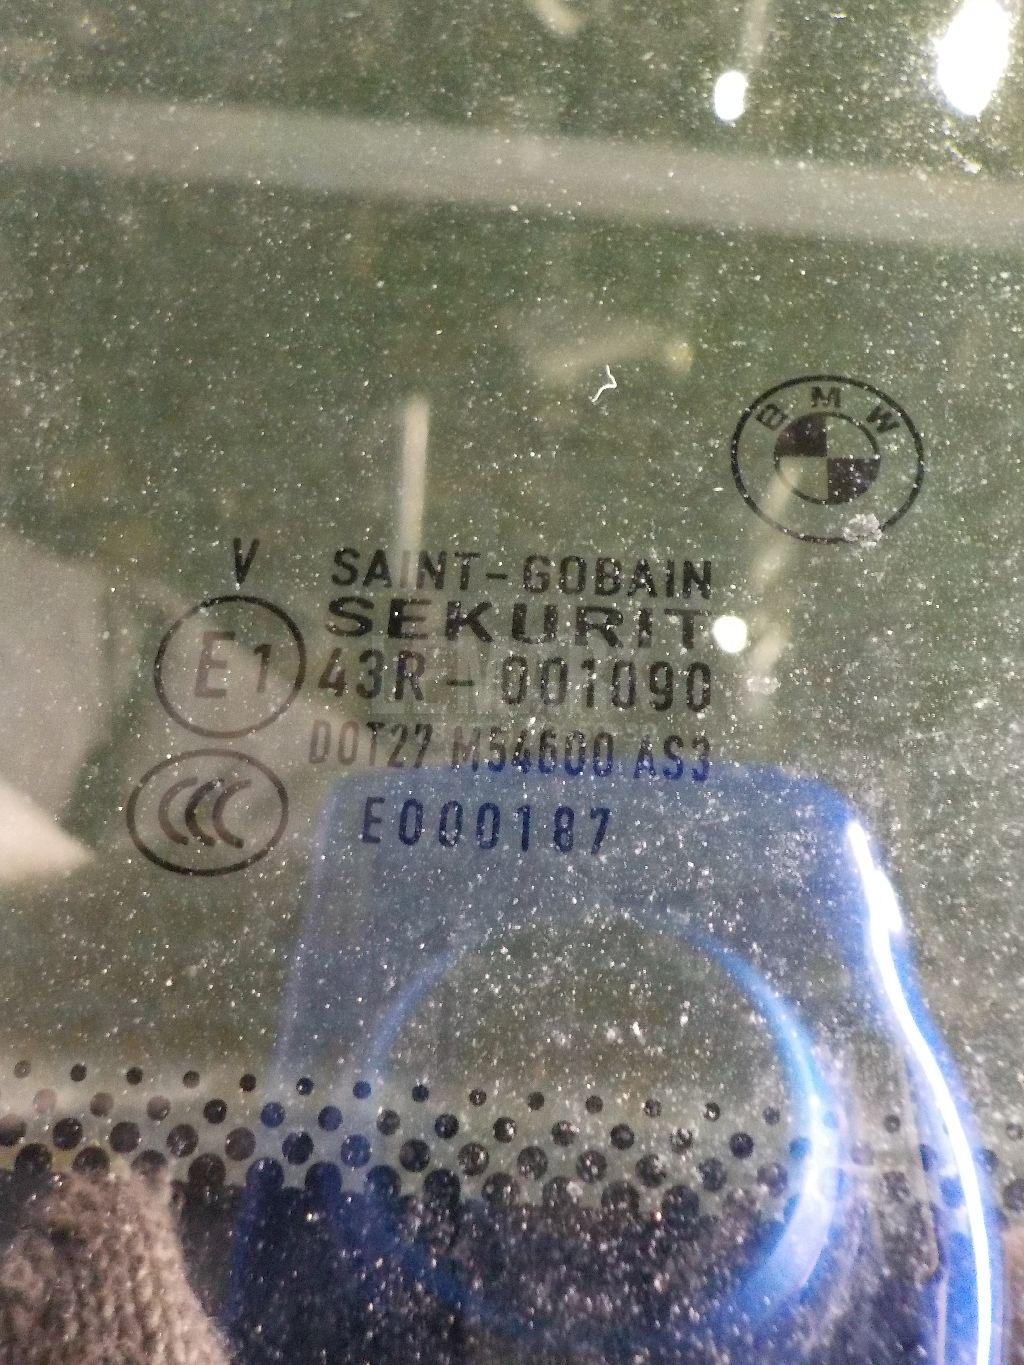 BMW
V
SAINT-GOBAIN
SEKURIT
E1 43R-001090
DOT27 M54600 AS3
CCC
E000187